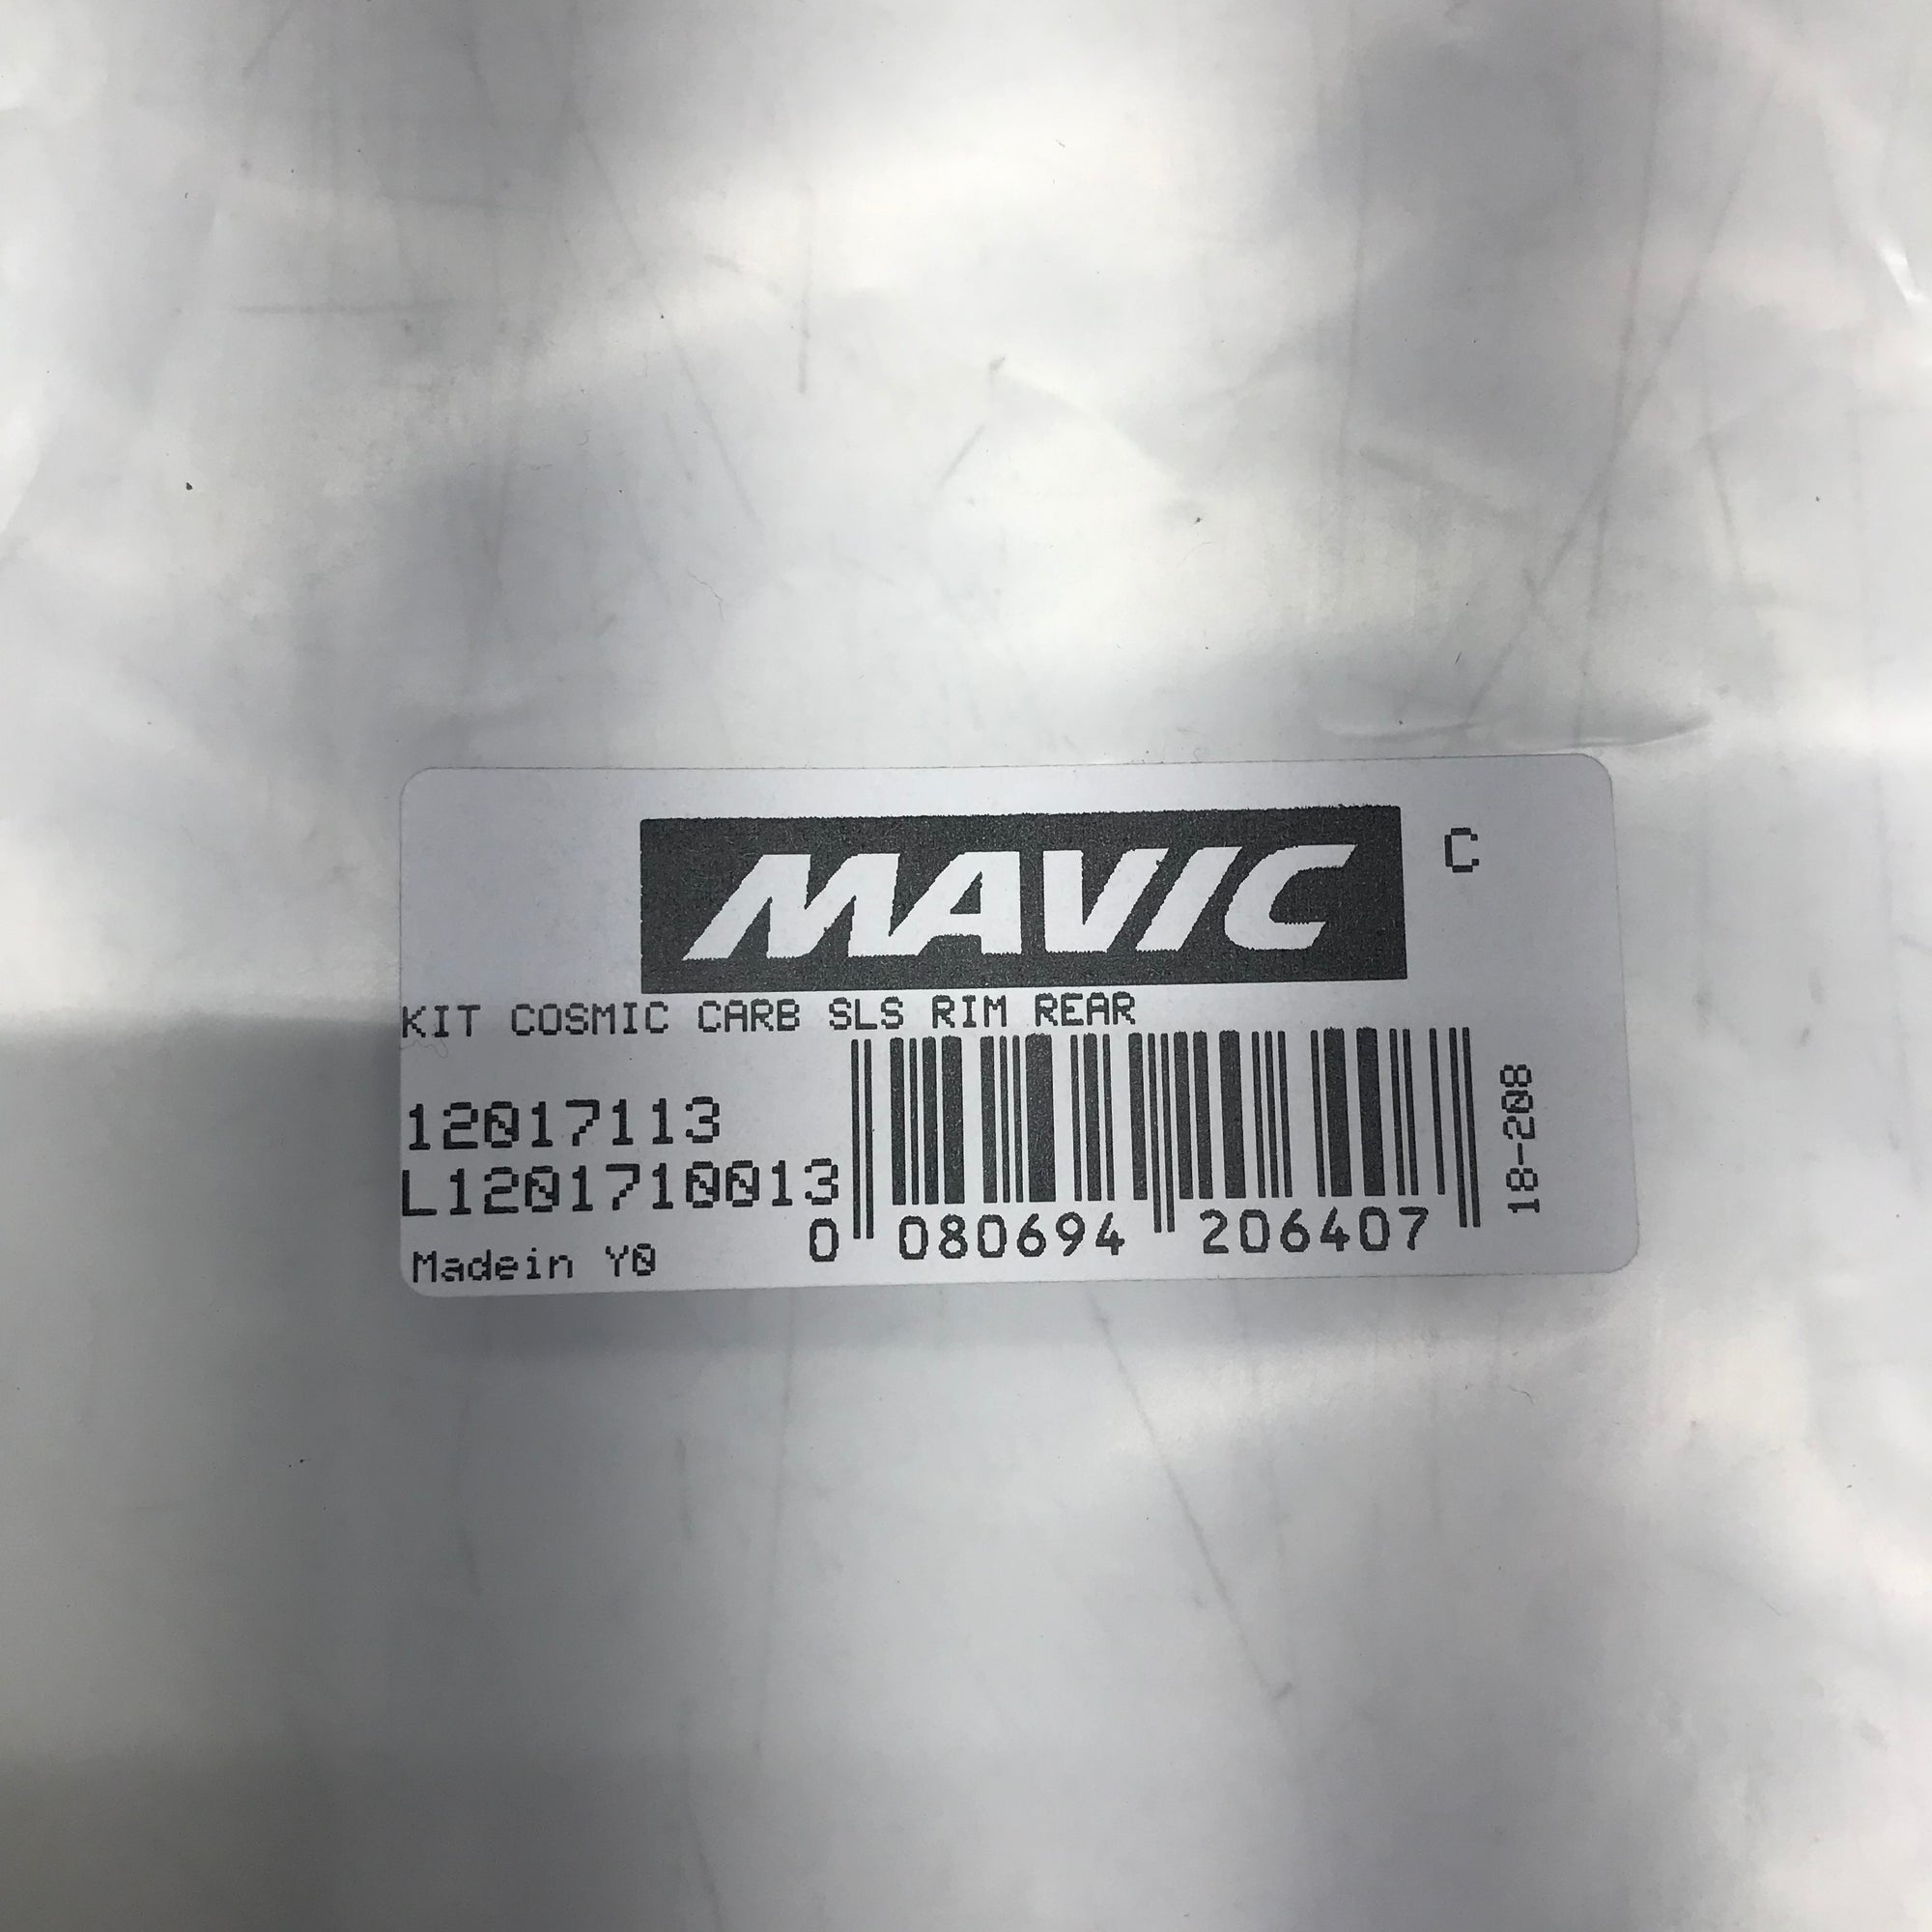 MAVIC
C
KIT COSMIC CARB SLS RIM REAR
12017113
L1201710013
Madein Y0
0 080694 206407
18-208